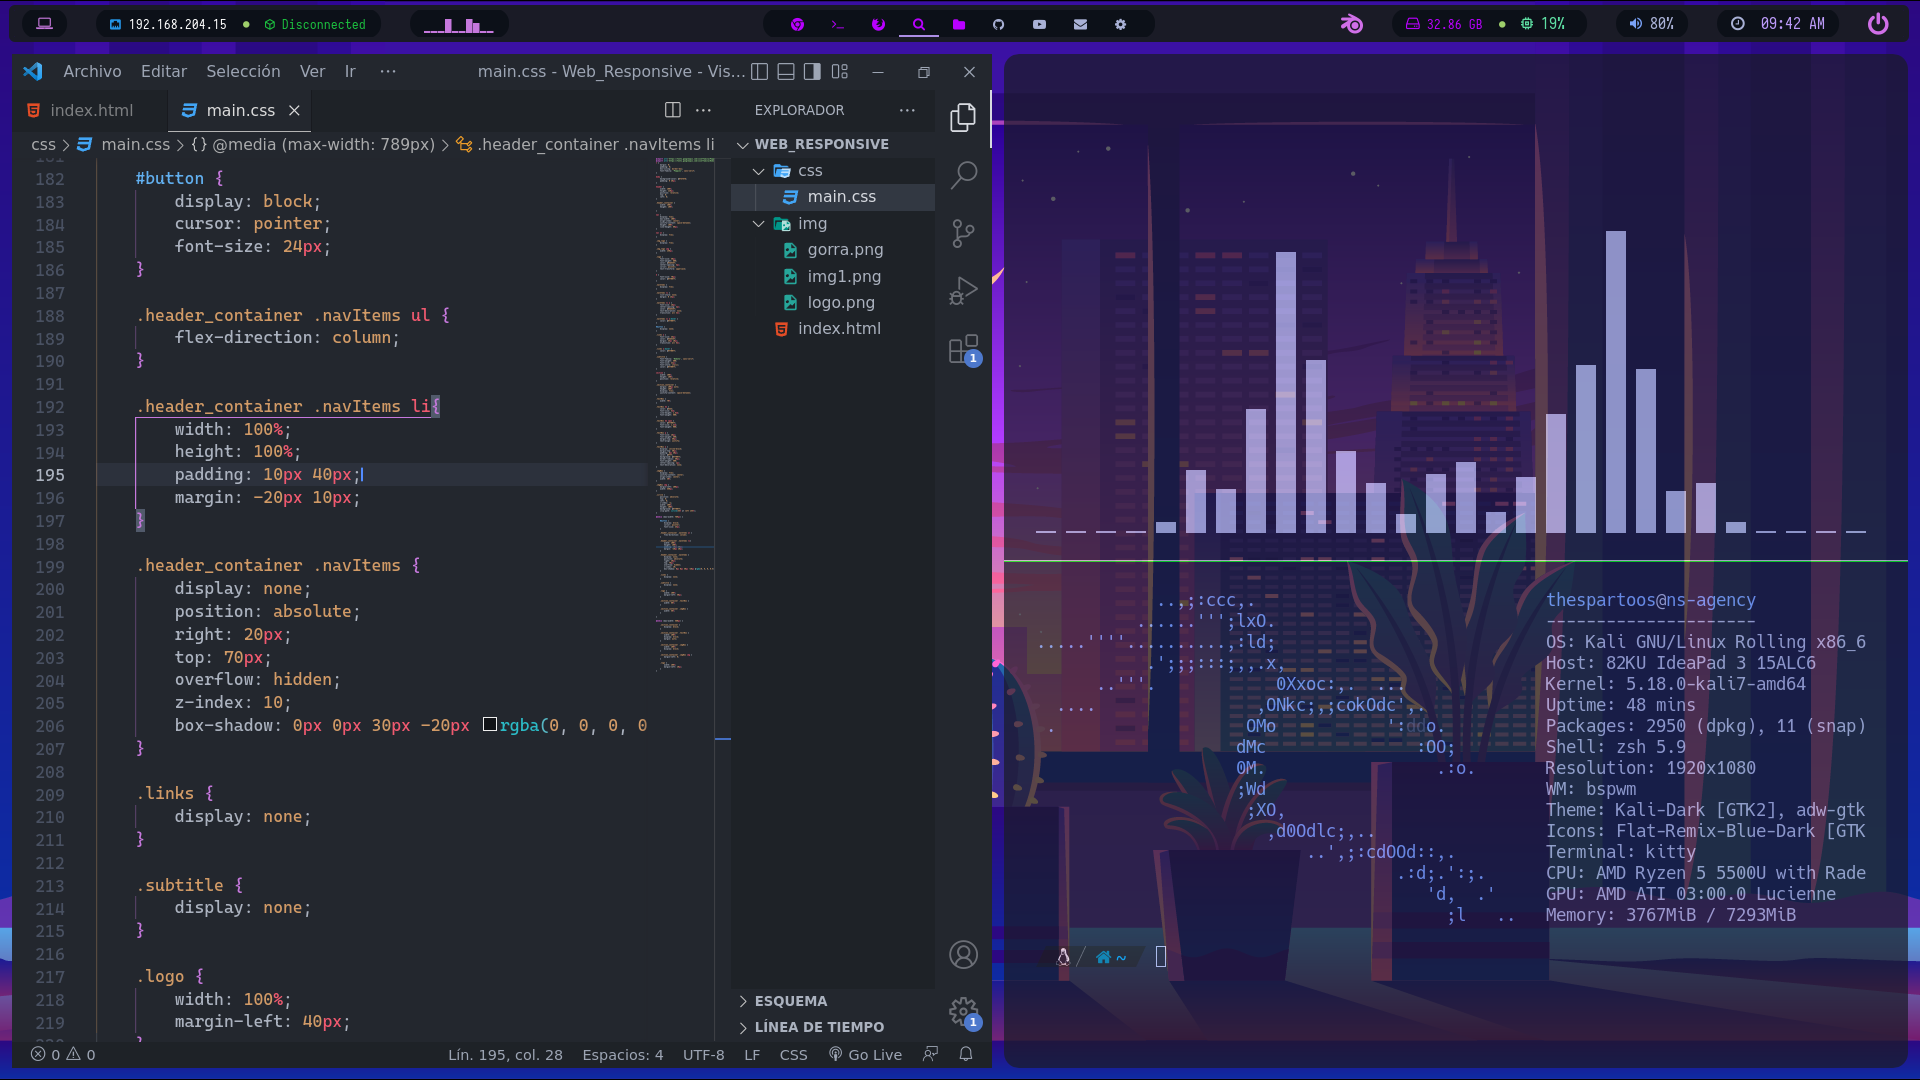 192.168.204.15 Disconnected
32.86 GB 19% 80% 09:42 AM
Archivo Editar Selección Ver Ir ··· main.css - Web_Responsive - Vis...
index.html main.css EXPLORADOR
css > main.css > {} @media (max-width: 789px) > .header_container .navItems li
182 #button {
183 display: block;
184 cursor: pointer;
185 font-size: 24px;
186 }
187
188 .header_container .navItems ul {
189 flex-direction: column;
190 }
191
192 .header_container .navItems li{
193 width: 100%;
194 height: 100%;
195 padding: 10px 40px;
196 margin: -20px 10px;
197 }
198
199 .header_container .navItems {
200 display: none;
201 position: absolute;
202 right: 20px;
203 top: 70px;
204 overflow: hidden;
205 z-index: 10;
206 box-shadow: 0px 0px 30px -20px rgba(0, 0, 0, 0
207 }
208
209 .links {
210 display: none;
211 }
212
213 .subtitle {
214 display: none;
215 }
216
217 .logo {
218 width: 100%;
219 margin-left: 40px;
WEB_RESPONSIVE
css
main.css
img
gorra.png
img1.png
logo.png
index.html
1
ESQUEMA
LÍNEA DE TIEMPO
1
0 0 Lín. 195, col. 28 Espacios: 4 UTF-8 LF CSS Go Live
thespartoos@ns-agency
---------------------
OS: Kali GNU/Linux Rolling x86_6
Host: 82KU IdeaPad 3 15ALC6
Kernel: 5.18.0-kali7-amd64
Uptime: 48 mins
Packages: 2950 (dpkg), 11 (snap)
Shell: zsh 5.9
Resolution: 1920x1080
WM: bspwm
Theme: Kali-Dark [GTK2], adw-gtk
Icons: Flat-Remix-Blue-Dark [GTK
Terminal: kitty
CPU: AMD Ryzen 5 5500U with Rade
GPU: AMD ATI 03:00.0 Lucienne
Memory: 3767MiB / 7293MiB
~